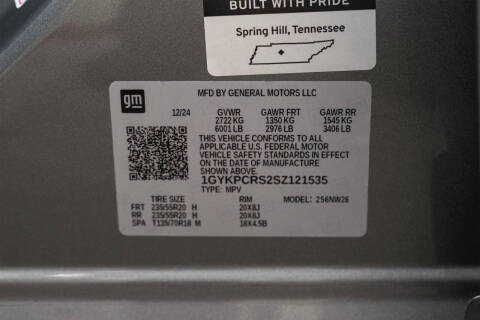 BUILT WITH PRIDE
Spring Hill, Tennessee
gm
MFD BY GENERAL MOTORS LLC
12/24 GVWR GAWR FRT GAWR RR
2722 KG 1350 KG 1545 KG
6001 LB 2976 LB 3406 LB
THIS VEHICLE CONFORMS TO ALL
APPLICABLE U.S. FEDERAL MOTOR
VEHICLE SAFETY STANDARDS IN EFFECT
ON THE DATE OF MANUFACTURE
SHOWN ABOVE.
1GYKPCRS2SZ121535
TYPE: MPV
TIRE SIZE RIM MODEL: 2S6NW26
FRT 235/55R20 H 20X8J
RR 235/55R20 H 20X8J
SPA T135/70R18 M 18X4.5B